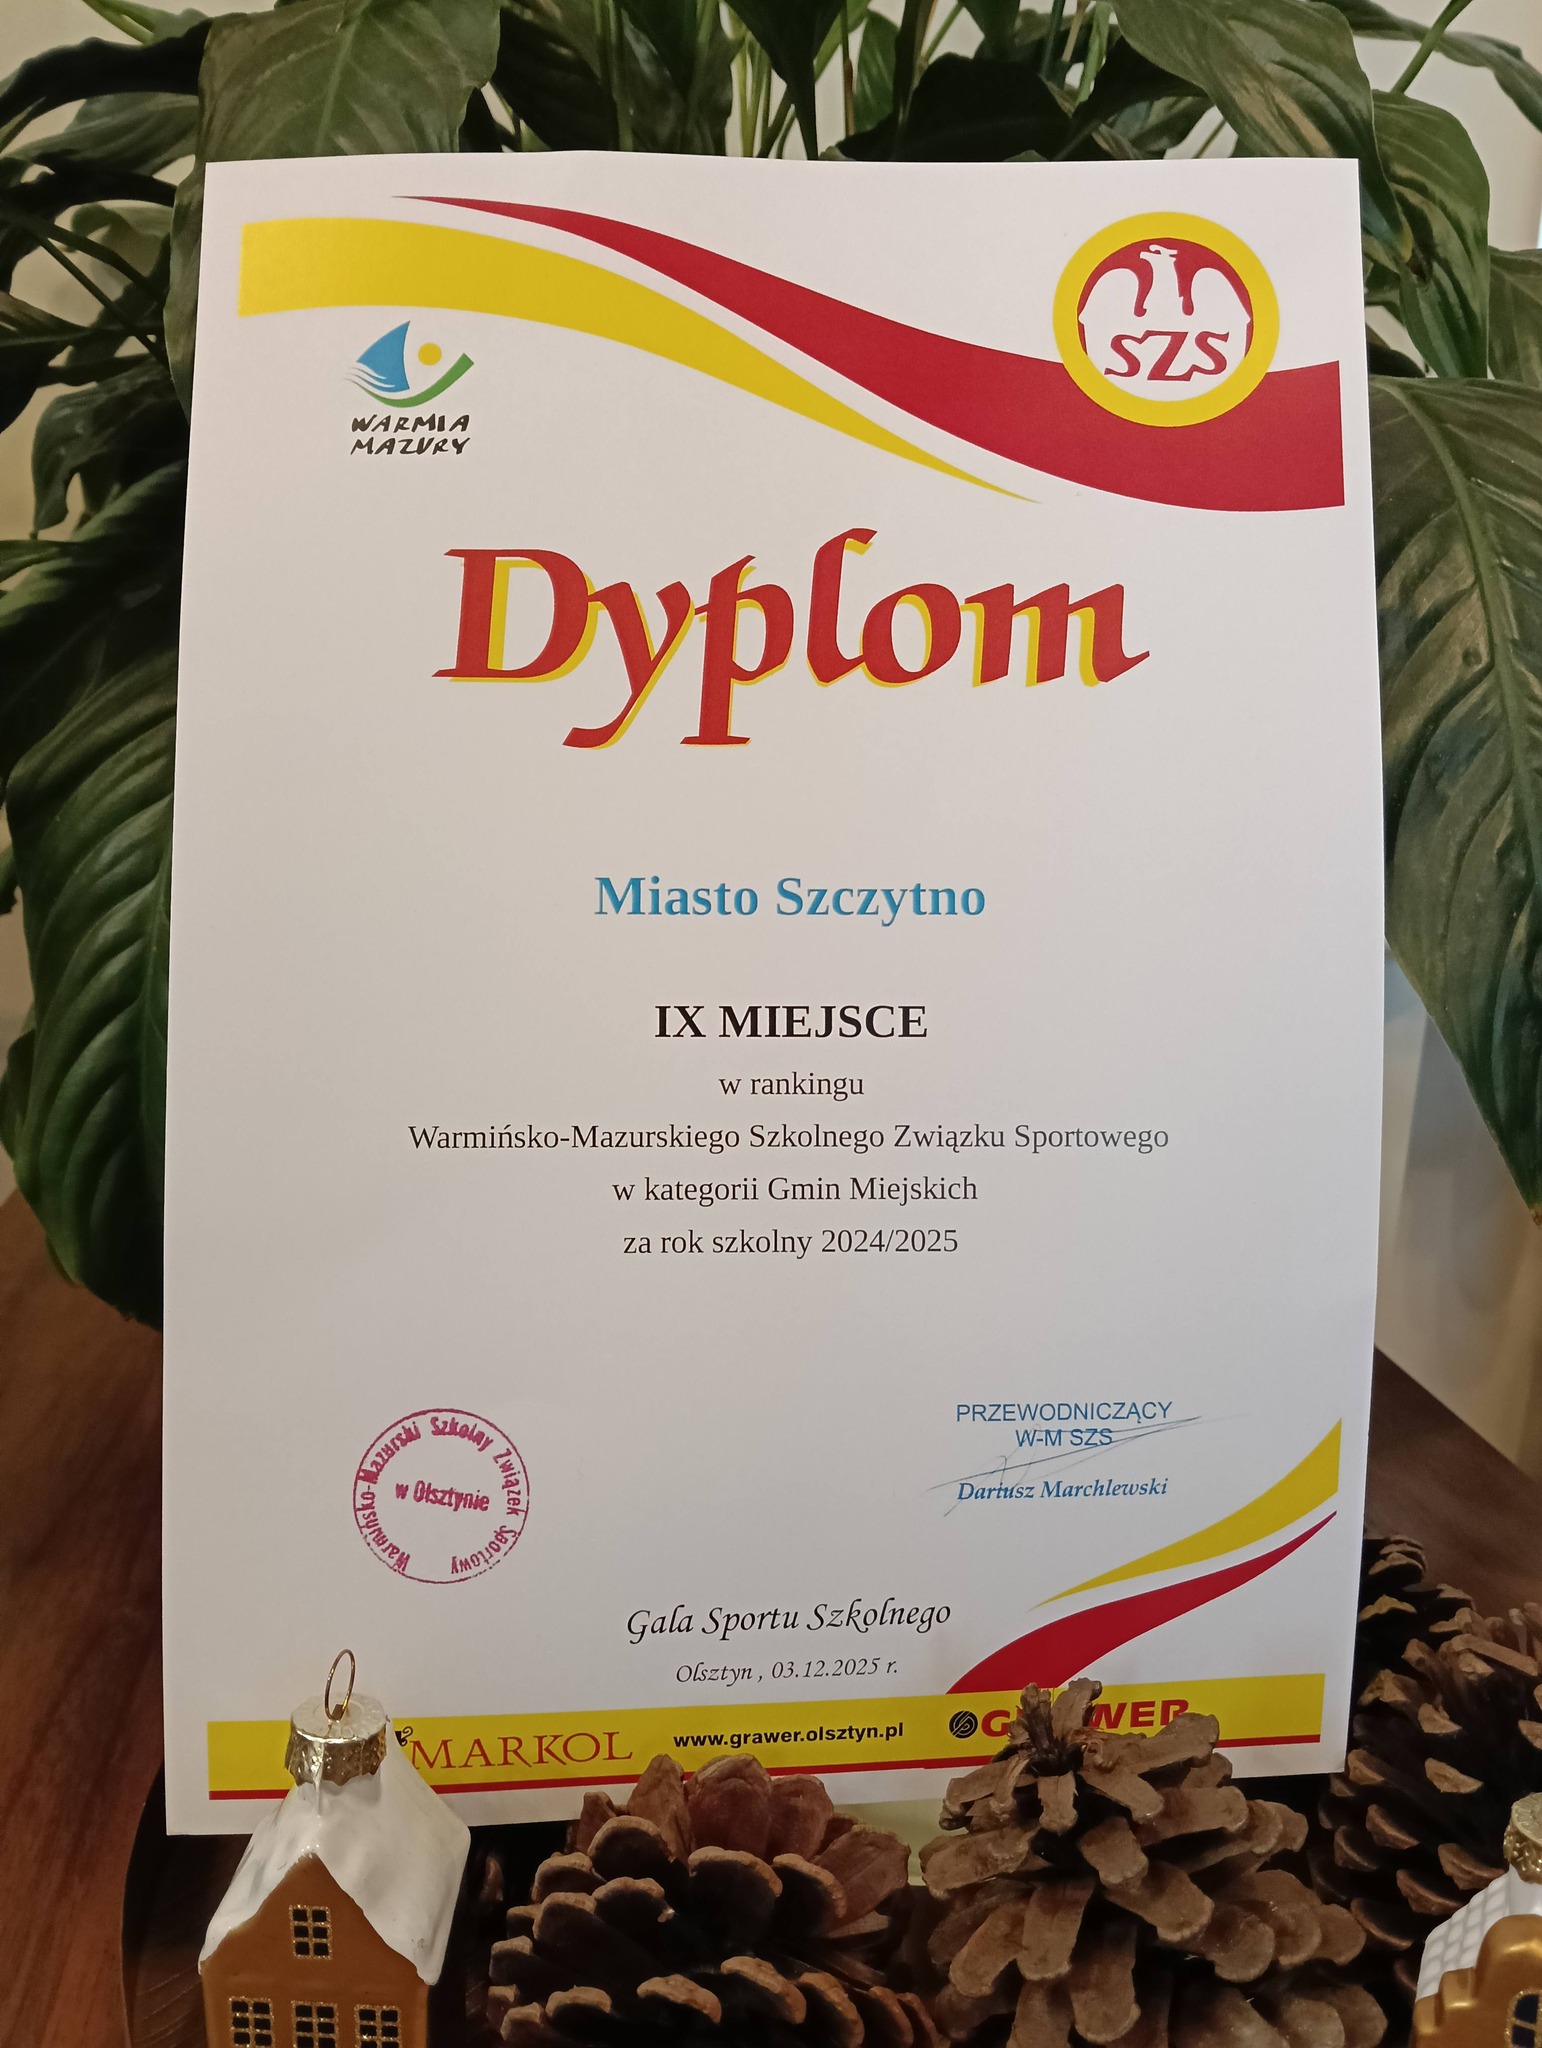 WARMIA
MAZURY
SZS
Dyplom
Miasto Szczytno
IX MIEJSCE
w rankingu
Warmińsko-Mazurskiego Szkolnego Związku Sportowego
w kategorii Gmin Miejskich
za rok szkolny 2024/2025
Warmińsko-Mazurski Szkolny Związek Sportowy
w Olsztynie
PRZEWODNICZĄCY
W-M SZS
Dariusz Marchlewski
Gala Sportu Szkolnego
Olsztyn , 03.12.2025 r.
MARKOL www.grawer.olsztyn.pl